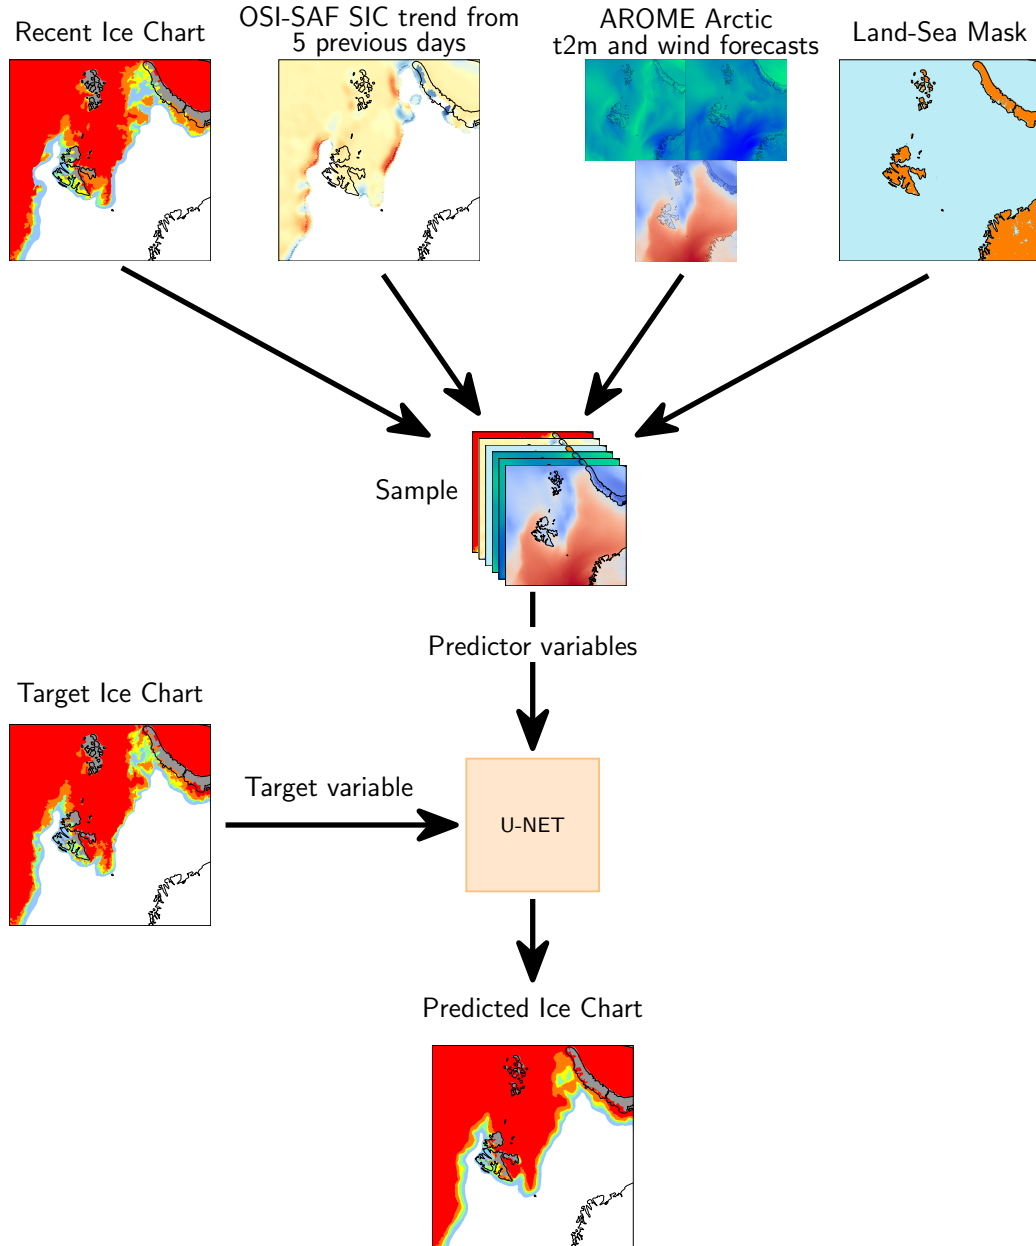 Recent Ice Chart
OSI-SAF SIC trend from
5 previous days
AROME Arctic
t2m and wind forecasts
Land-Sea Mask
Sample
Predictor variables
Target Ice Chart
Target variable
U-NET
Predicted Ice Chart